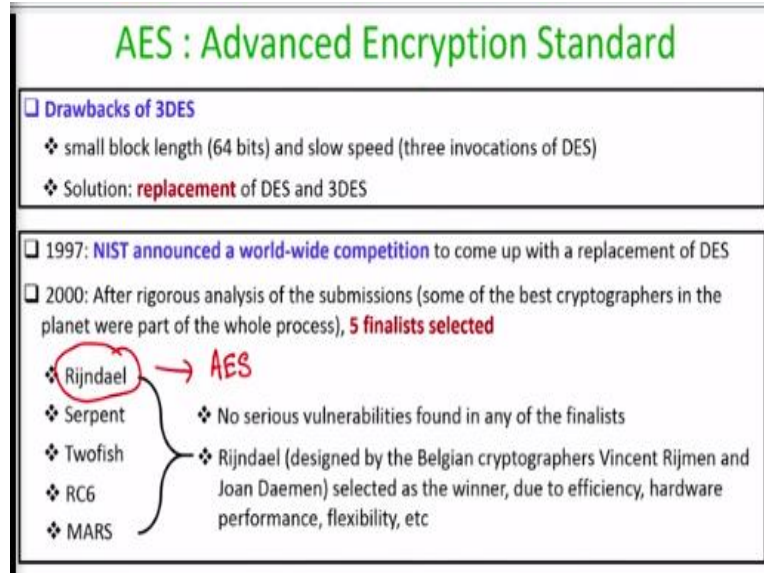 AES : Advanced Encryption Standard
❑ Drawbacks of 3DES
❖ small block length (64 bits) and slow speed (three invocations of DES)
❖ Solution: replacement of DES and 3DES
❑ 1997: NIST announced a world-wide competition to come up with a replacement of DES
❑ 2000: After rigorous analysis of the submissions (some of the best cryptographers in the
planet were part of the whole process), 5 finalists selected
❖ Rijndael → AES
❖ Serpent
❖ Twofish
❖ RC6
❖ MARS
❖ No serious vulnerabilities found in any of the finalists
❖ Rijndael (designed by the Belgian cryptographers Vincent Rijmen and
Joan Daemen) selected as the winner, due to efficiency, hardware
performance, flexibility, etc